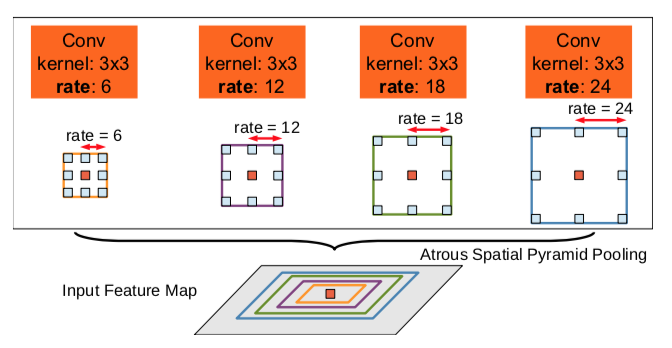 Conv
kernel: 3x3
rate: 6
Conv
kernel: 3x3
rate: 12
Conv
kernel: 3x3
rate: 18
Conv
kernel: 3x3
rate: 24
rate = 6
rate = 12
rate = 18
rate = 24
Atrous Spatial Pyramid Pooling
Input Feature Map